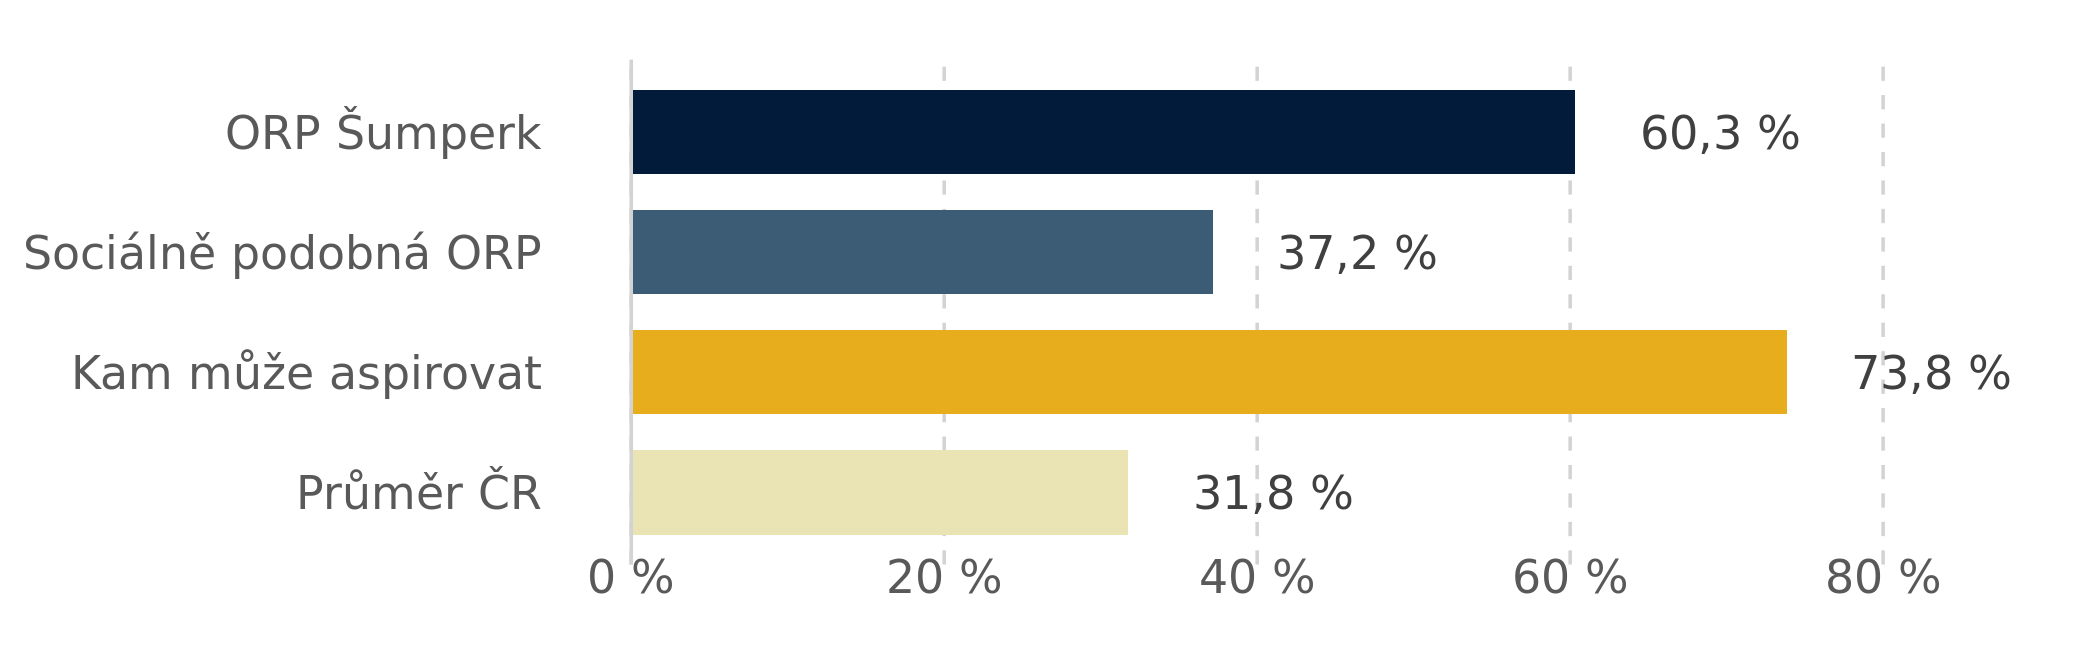 ORP Šumperk
60,3 %
Sociálně podobná ORP
37,2 %
Kam může aspirovat
73,8 %
Průměr ČR
31,8 %
0 % 20 % 40 % 60 % 80 %